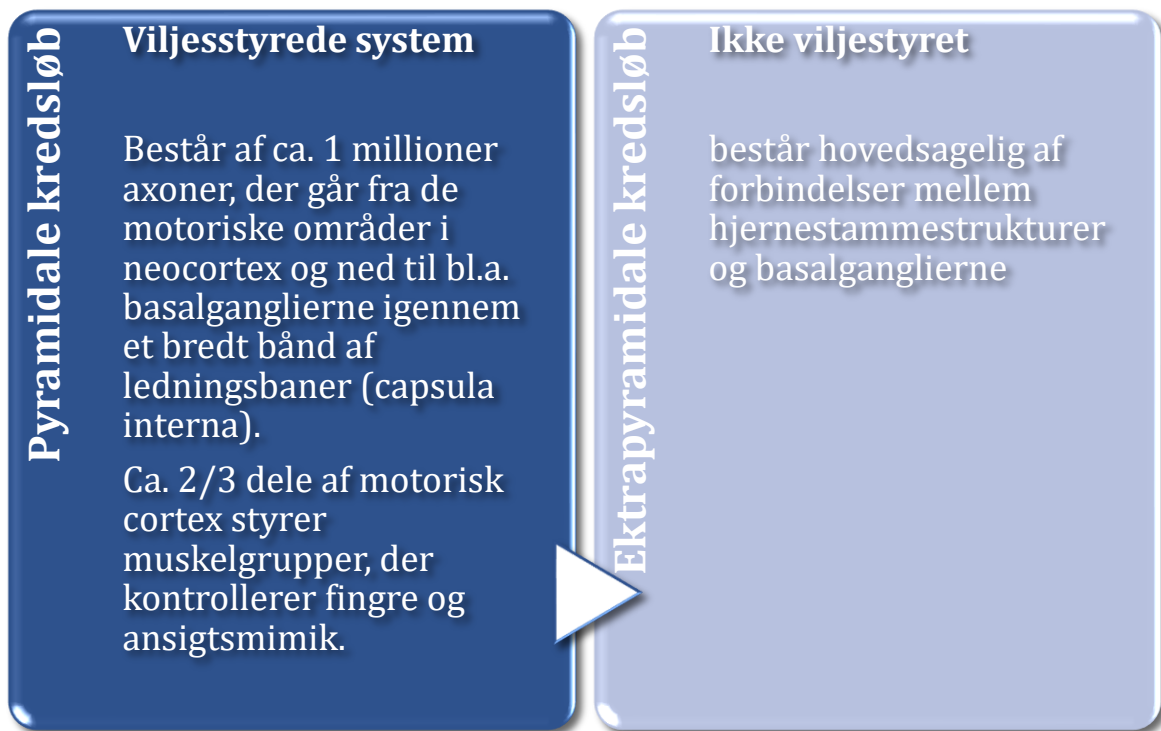 Pyramidale kredsløb
Viljesstyrede system
Består af ca. 1 millioner
axoner, der går fra de
motoriske områder i
neocortex og ned til bl.a.
basalganglierne igennem
et bredt bånd af
ledningsbaner (capsula
interna).
Ca. 2/3 dele af motorisk
cortex styrer
muskelgrupper, der
kontrollerer fingre og
ansigtsmimik.
Ektrapyramidale kredsløb
Ikke viljestyret
består hovedsagelig af
forbindelser mellem
hjernestammestrukturer
og basalganglierne